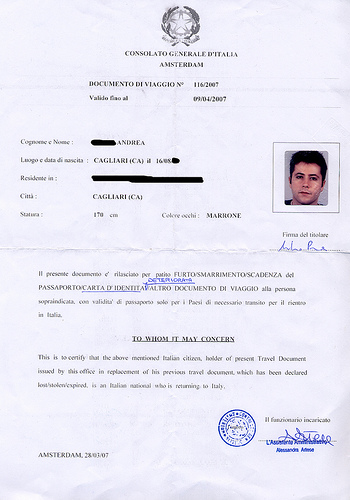 CONSOLATO GENERALE D'ITALIA
AMSTERDAM
DOCUMENTO DI VIAGGIO N° 116/2007
Valido fino al 09/04/2007
Cognome e Nome : ANDREA
Luogo e data di nascita : CAGLIARI (CA) il 16/08/
Residente in :
Città : CAGLIARI (CA)
Statura : 170 cm Colore occhi : MARRONE
Firma del titolare
Il presente documento e' rilasciato per patito FURTO/SMARRIMENTO/SCADENZA del
DETERIORATA
PASSAPORTO/CARTA D'IDENTITA'/ALTRO DOCUMENTO DI VIAGGIO alla persona
sopraindicata, con validita' di passaporto solo per i Paesi di necessario transito per il rientro
in Italia.
TO WHOM IT MAY CONCERN
This is to certify that the above mentioned Italian citizen, holder of present Travel Document
issued by this office in replacement of his previous travel document, which has been declared
lost/stolen/expired, is an Italian national who is returning to Italy.
Il funzionario incaricato
L'Assistente Amministrativo
Alessandra Artese
AMSTERDAM, 28/03/07